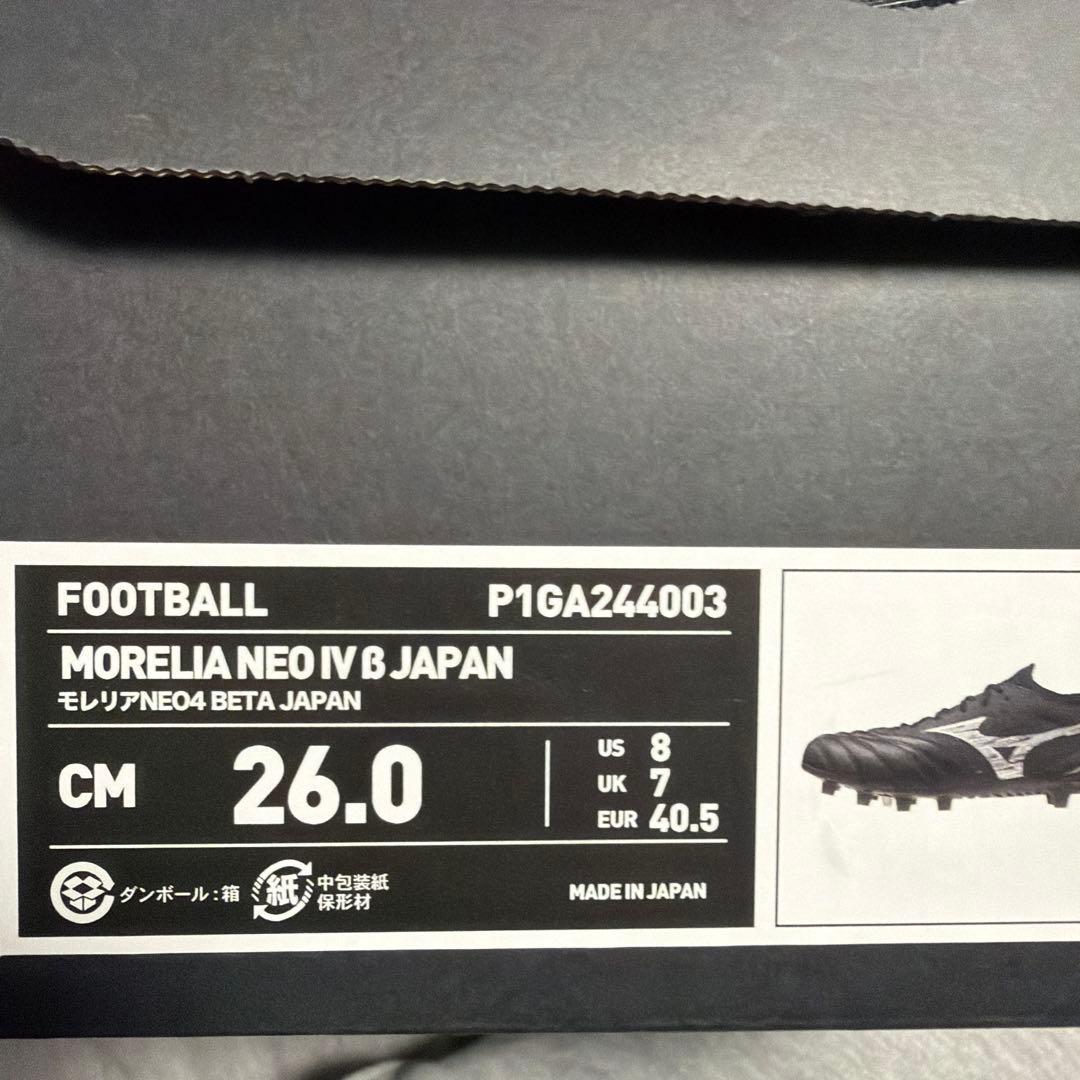 FOOTBALL P1GA244003
MORELIA NEO IV β JAPAN
モレリアNEO4 BETA JAPAN
CM 26.0
US 8
UK 7
EUR 40.5
ダンボール:箱
紙 中包装紙
保形材
MADE IN JAPAN